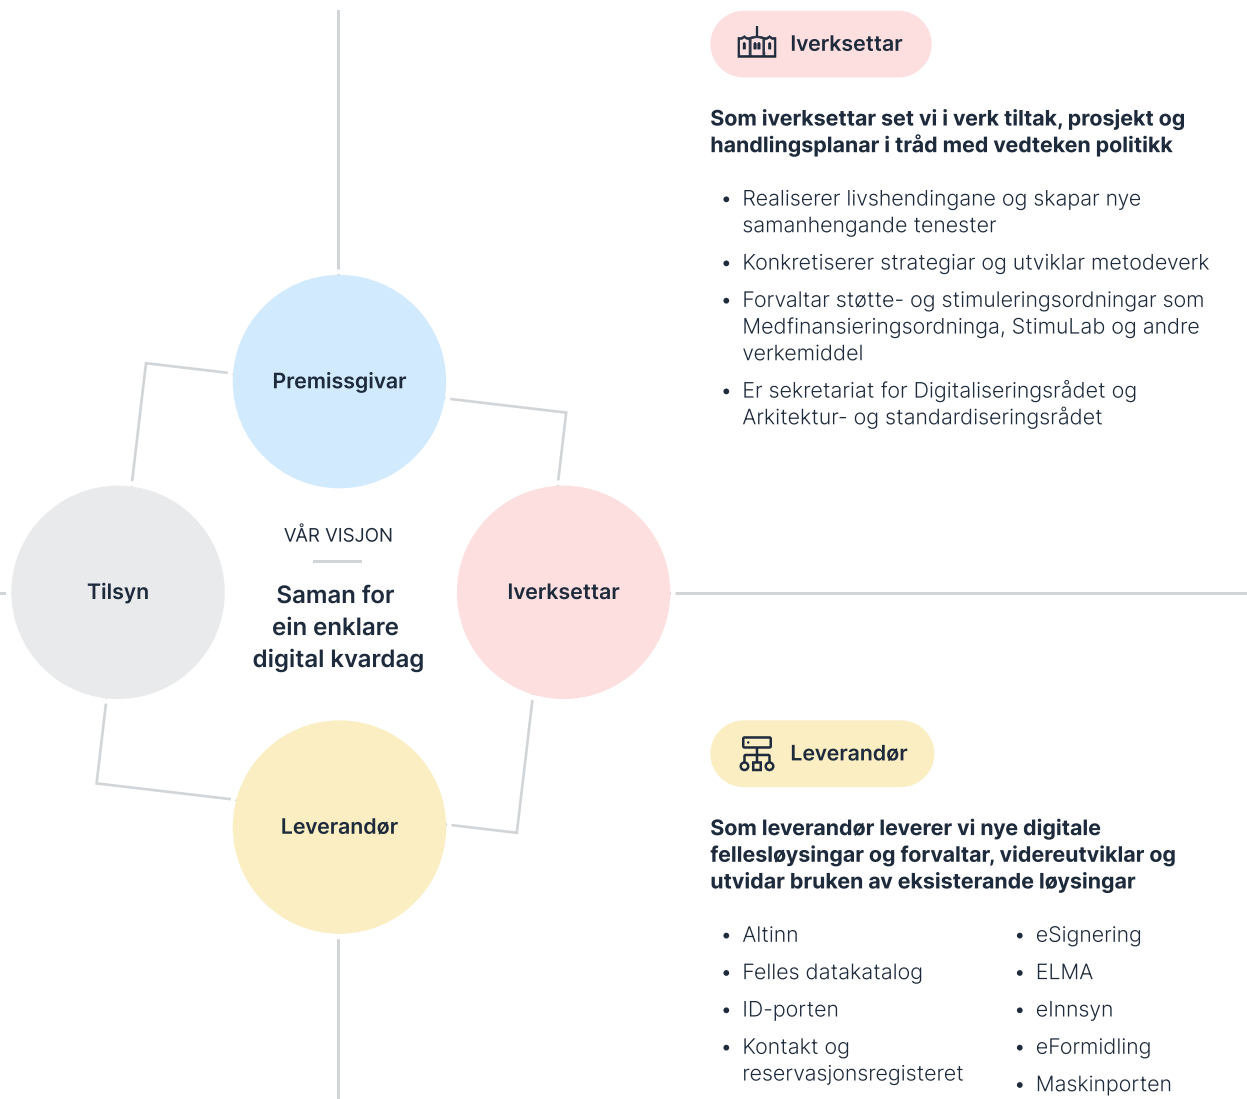 Premissgivar
Tilsyn
VÅR VISJON
Saman for
ein enklare
digital kvardag
Iverksettar
Leverandør
Iverksettar
Som iverksettar set vi i verk tiltak, prosjekt og
handlingsplanar i tråd med vedteken politikk
• Realiserer livshendingane og skapar nye
samanhengande tenester
• Konkretiserer strategiar og utviklar metodeverk
• Forvaltar støtte- og stimuleringsordningar som
Medfinansieringsordninga, StimuLab og andre
verkemiddel
• Er sekretariat for Digitaliseringsrådet og
Arkitektur- og standardiseringsrådet
Leverandør
Som leverandør leverer vi nye digitale
fellesløysingar og forvaltar, videreutviklar og
utvidar bruken av eksisterande løysingar
• Altinn
• Felles datakatalog
• ID-porten
• Kontakt og
reservasjonsregisteret
• eSignering
• ELMA
• eInnsyn
• eFormidling
• Maskinporten